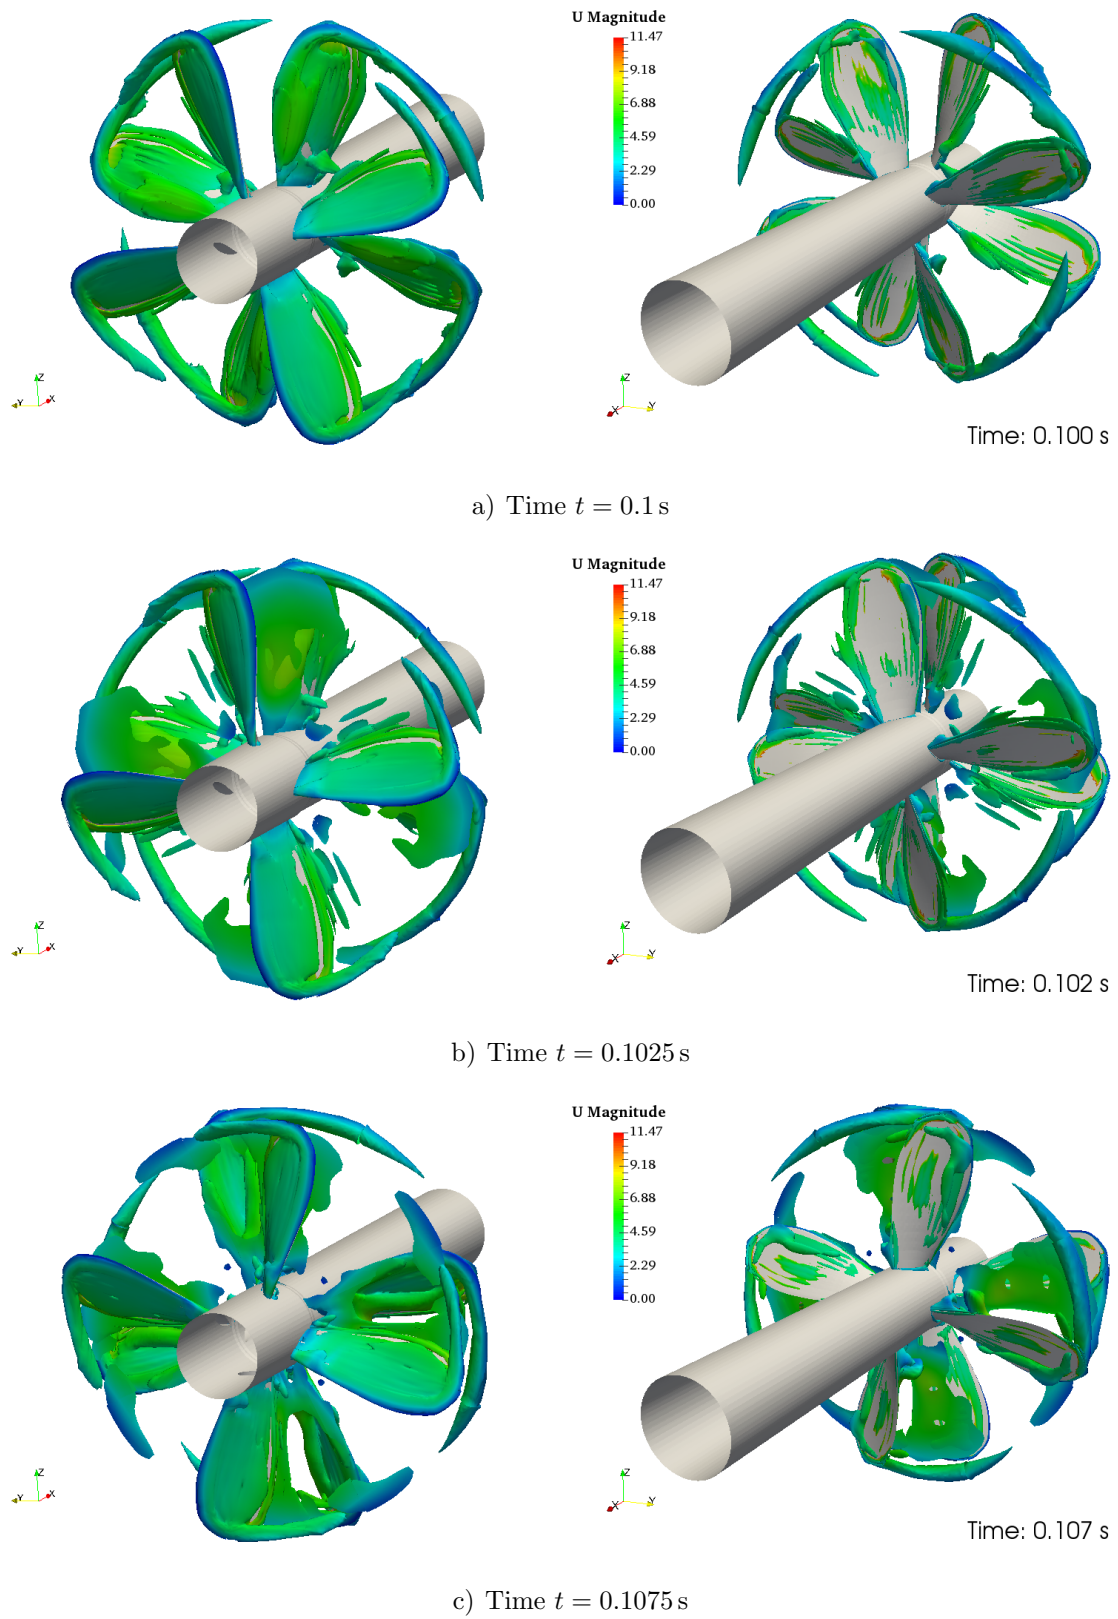 U Magnitude
11.47
9.18
6.88
4.59
2.29
0.00
Z
Y
X
Z
X
Y
Time: 0.100 s
a) Time t = 0.1 s
U Magnitude
11.47
9.18
6.88
4.59
2.29
0.00
Z
Y
X
Z
X
Y
Time: 0.102 s
b) Time t = 0.1025 s
U Magnitude
11.47
9.18
6.88
4.59
2.29
0.00
Z
Y
X
Z
X
Y
Time: 0.107 s
c) Time t = 0.1075 s